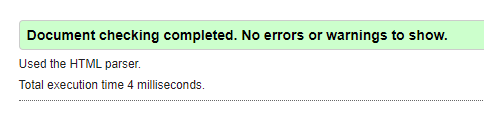 Document checking completed. No errors or warnings to show.
Used the HTML parser.
Total execution time 4 milliseconds.